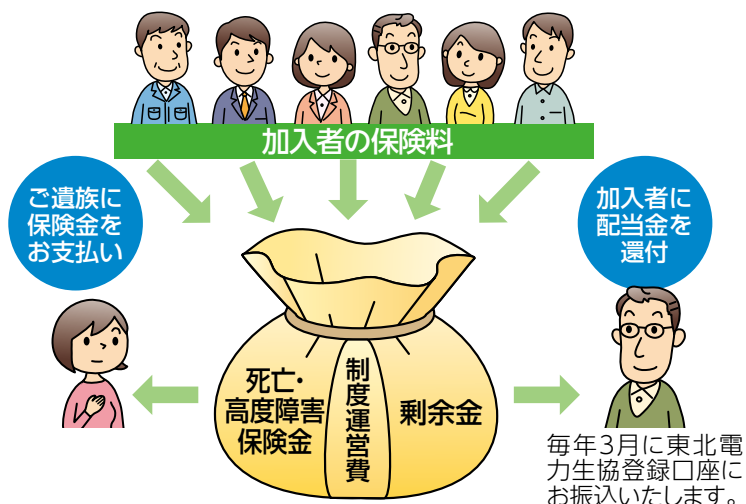 加入者の保険料
ご遺族に
保険金を
お支払い
加入者に
配当金を
還付
死亡・
高度障害
保険金
制度運営費
剰余金
毎年3月に東北電
力生協登録口座に
お振込いたします。